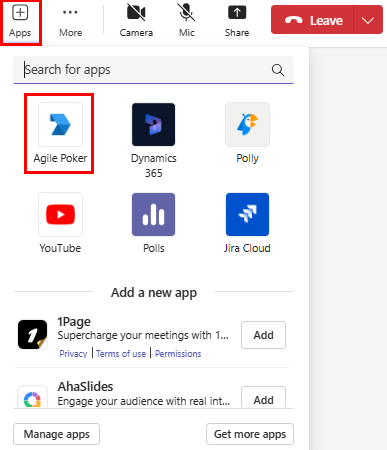 Apps More Camera Mic Share Leave
Search for apps
Agile Poker Dynamics 365 Polly
YouTube Polls Jira Cloud
Add a new app
1Page
Supercharge your meetings with 1... Add
Privacy | Terms of use | Permissions
AhaSlides
Engage your audience with real int... Add
Manage apps Get more apps